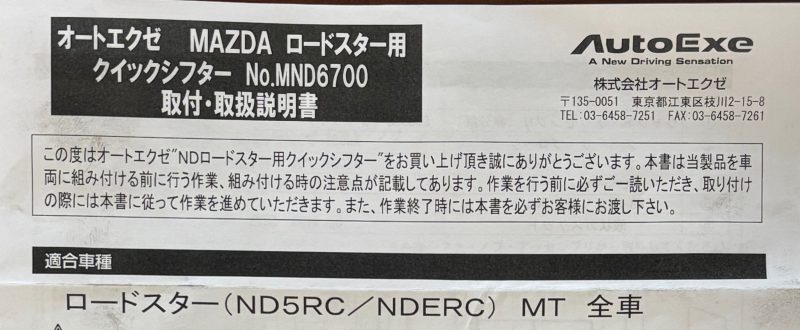 オートエクゼ MAZDA ロードスター用
クイックシフター No.MND6700
取付・取扱説明書
AutoExe
A New Driving Sensation
株式会社オートエクゼ
〒135-0051 東京都江東区枝川2-15-8
TEL:03-6458-7251 FAX:03-6458-7261
この度はオートエクゼ"NDロードスター用クイックシフター"をお買い上げ頂き誠にありがとうございます。本書は当製品を車
両に組み付ける前に行う作業、組み付ける時の注意点が記載してあります。作業を行う前に必ずご一読いただき、取り付け
の際には本書に従って作業を進めていただきます。また、作業終了時には本書を必ずお客様にお渡し下さい。
適合車種
ロードスター(ND5RC/NDERC) MT 全車